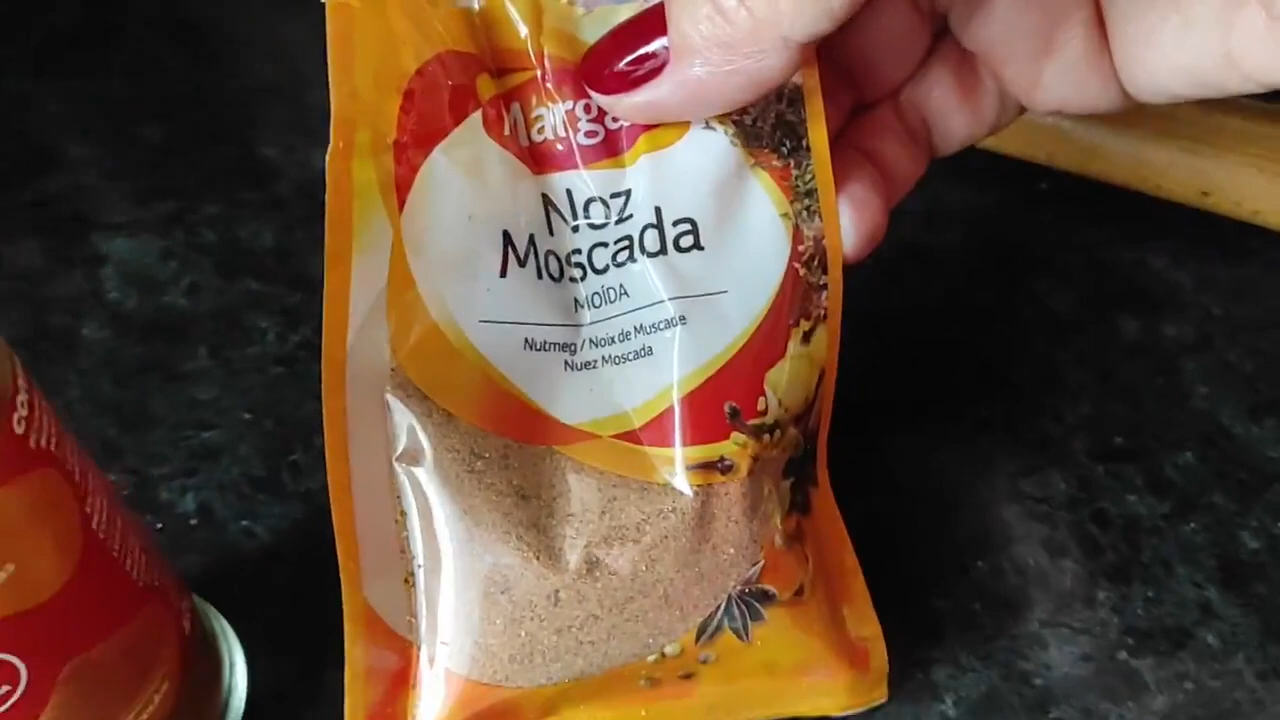 Noz
Moscada
MOÍDA
Nutmeg / Noix de Muscade
Nuez Moscada